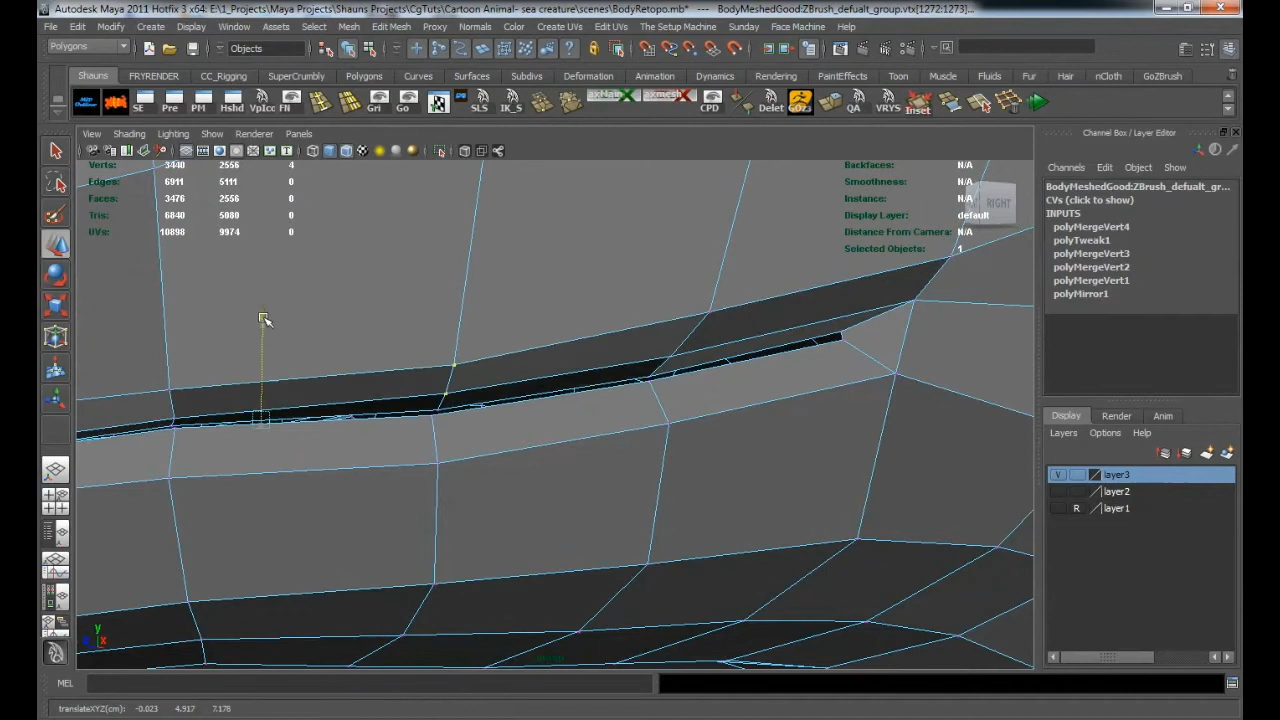 Autodesk Maya 2011 Hotfix 3 x64: E:\1_Projects\Maya Projects\Shauns Projects\CgTuts\Cartoon Animal- sea creature\scenes\BodyRetopo.mb* --- BodyMeshedGood:ZBrush_defualt_group.vtx[1272:1273]...
File Edit Modify Create Display Window Assets Select Mesh Edit Mesh Proxy Normals Color Create UVs Edit UVs The Setup Machine Sunday Face Machine Help
Polygons Objects
Shauns FRYRENDER CC_Rigging SuperCrumbly Polygons Curves Surfaces Subdivs Deformation Animation Dynamics Rendering PaintEffects Toon Muscle Fluids Fur Hair nCloth GoZBrush
SE Pre PM Hshd Vplcc Fli Gri Go SLS IK_S axMain axmesh CPD Delet GOZ QA VRYS Inset
View Shading Lighting Show Renderer Panels
Channel Box / Layer Editor
Channels Edit Object Show
Verts: 3440 2556 4
Edges: 6911 5111 0
Faces: 3476 2556 0
Tris: 6840 5080 0
UVs: 10898 9974 0
Backfaces: N/A
Smoothness: N/A
Instance: N/A
Display Layer: default
Distance From Camera: N/A
Selected Objects: 1
RIGHT
BodyMeshedGood:ZBrush_defualt_gr...
CVs (click to show)
INPUTS
polyMergeVert4
polyTweak1
polyMergeVert3
polyMergeVert2
polyMergeVert1
polyMirror1
Display Render Anim
Layers Options Help
V layer3
layer2
R layer1
y
z x
MEL
translateXYZ(cm): -0.023 4.917 7.178